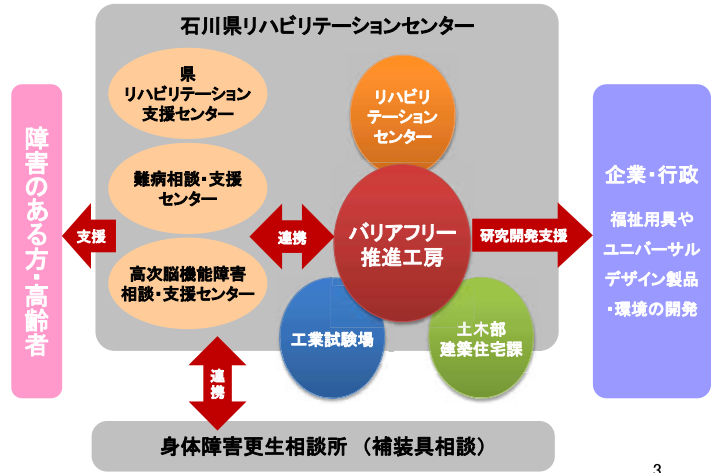 石川県リハビリテーションセンター
県
リハビリテーション
支援センター
難病相談・支援
センター
高次脳機能障害
相談・支援センター
リハビリ
テーション
センター
バリアフリー
推進工房
工業試験場
土木部
建築住宅課
障害のある方・高齢者
支援
連携
研究開発支援
企業・行政
福祉用具や
ユニバーサル
デザイン製品
・環境の開発
連携
身体障害更生相談所 （補装具相談）
3